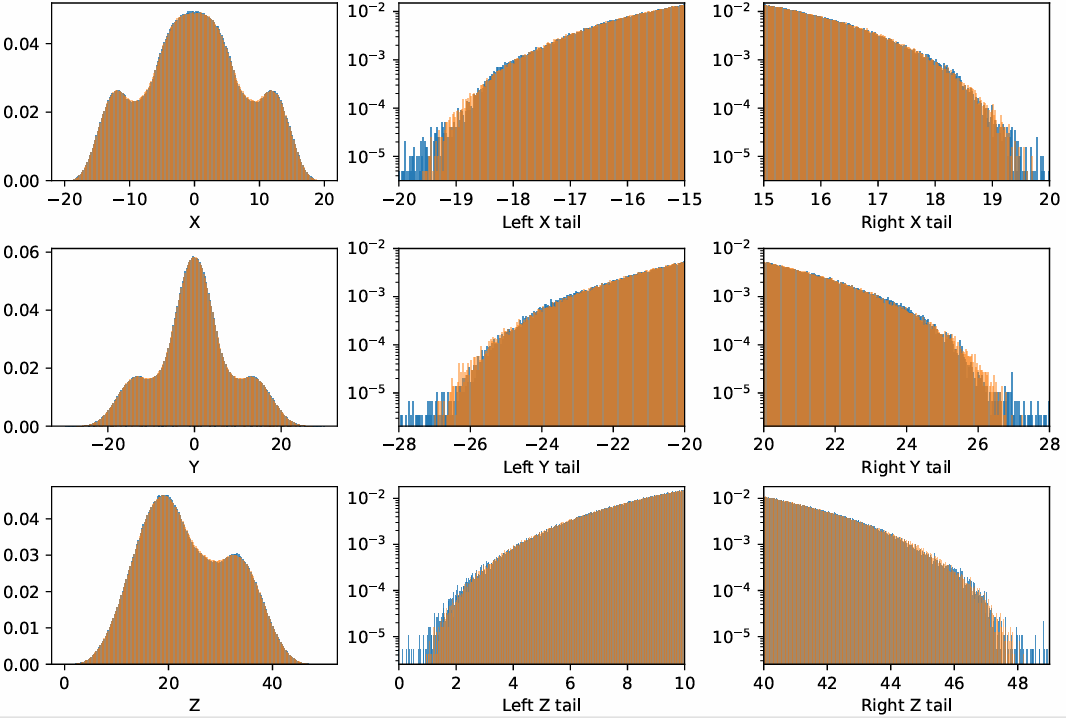 0.04
0.02
0.00
−20 −10 0 10 20
X
10−2
10−3
10−4
10−5
−20 −19 −18 −17 −16 −15
Left X tail
10−2
10−3
10−4
10−5
15 16 17 18 19 20
Right X tail
0.06
0.04
0.02
0.00
−20 0 20
Y
10−2
10−3
10−4
10−5
−28 −26 −24 −22 −20
Left Y tail
10−2
10−3
10−4
10−5
20 22 24 26 28
Right Y tail
0.04
0.03
0.02
0.01
0.00
0 20 40
Z
10−2
10−3
10−4
10−5
0 2 4 6 8 10
Left Z tail
10−2
10−3
10−4
10−5
40 42 44 46 48
Right Z tail